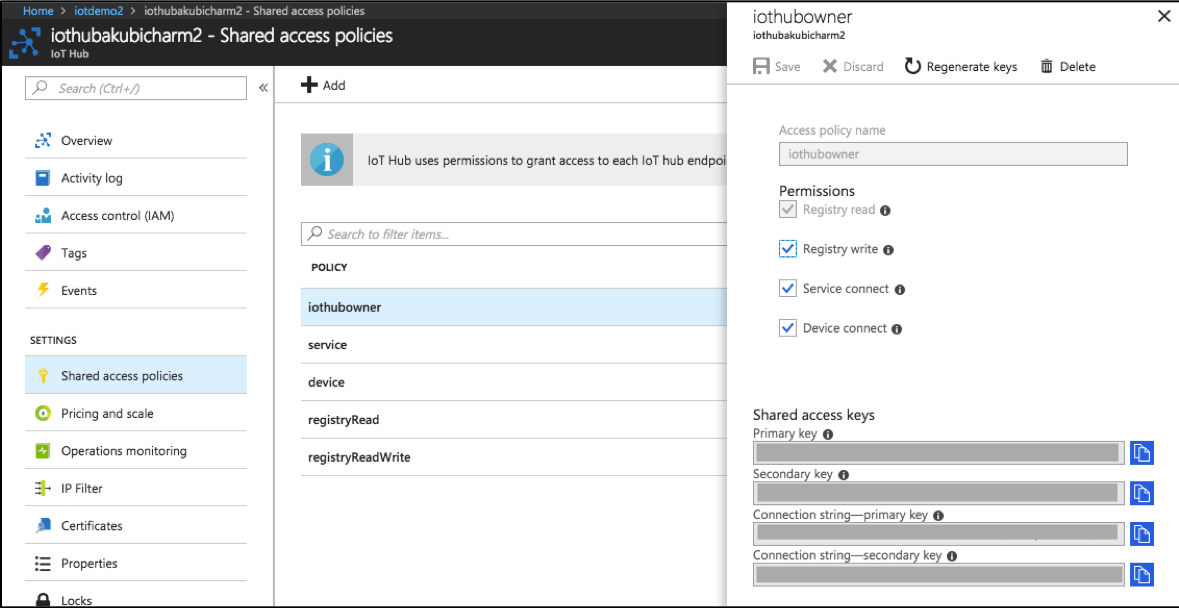 Home > iotdemo2 > iothubakubicharm2 - Shared access policies
iothubakubicharm2 - Shared access policies
IoT Hub
Search (Ctrl+/)
Overview
Activity log
Access control (IAM)
Tags
Events
SETTINGS
Shared access policies
Pricing and scale
Operations monitoring
IP Filter
Certificates
Properties
Locks
Add
IoT Hub uses permissions to grant access to each IoT hub endpoi
Search to filter items...
POLICY
iothubowner
service
device
registryRead
registryReadWrite
iothubowner
iothubakubicharm2
Save Discard Regenerate keys Delete
Access policy name
iothubowner
Permissions
Registry read
Registry write
Service connect
Device connect
Shared access keys
Primary key
Secondary key
Connection string—primary key
Connection string—secondary key